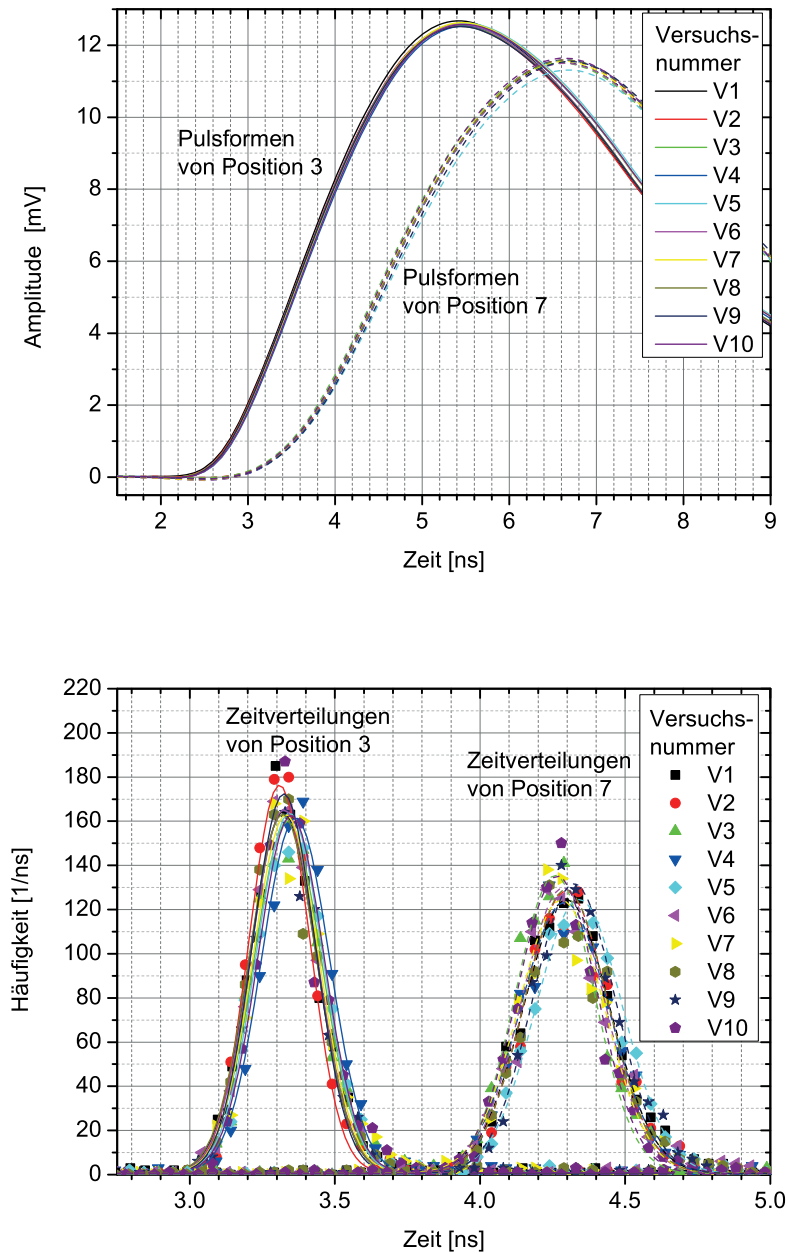 12
10
8
6
4
2
0
Amplitude [mV]
2 3 4 5 6 7 8 9
Zeit [ns]
Pulsformen
von Position 3
Pulsformen
von Position 7
Versuchs-
nummer
V1
V2
V3
V4
V5
V6
V7
V8
V9
V10
220
200
180
160
140
120
100
80
60
40
20
0
Häufigkeit [1/ns]
3.0 3.5 4.0 4.5 5.0
Zeit [ns]
Zeitverteilungen
von Position 3
Zeitverteilungen
von Position 7
Versuchs-
nummer
V1
V2
V3
V4
V5
V6
V7
V8
V9
V10